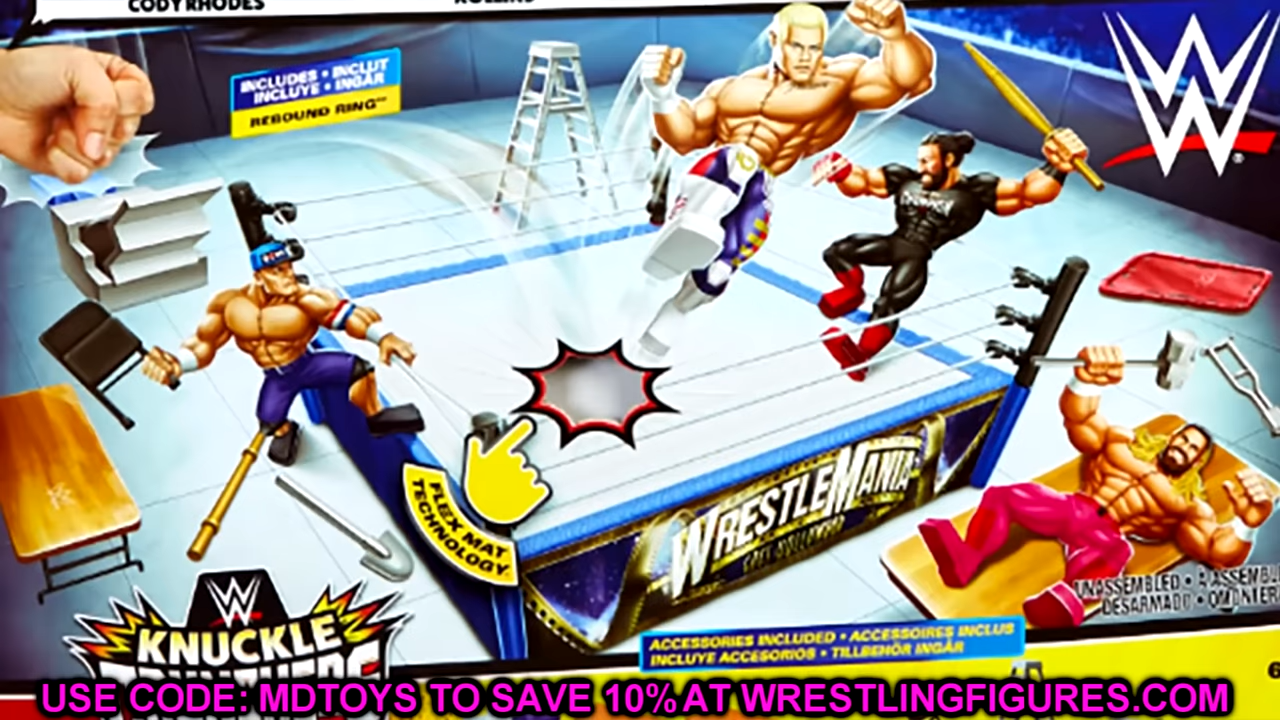 CODY RHODES
ROLLINS
INCLUDES • INCLUT
INCLUYE • INGÅR
REBOUND RING™
W
FLEX MAT
TECHNOLOGY
WRESTLEMANIA
UNASSEMBLED •
DESARMADO •
W
KNUCKLE
ACCESSORIES INCLUDED • ACCESSOIRES INCLUS
INCLUYE ACCESORIOS • TILLBEHÖR INGÅR
USE CODE: MDTOYS TO SAVE 10% AT WRESTLINGFIGURES.COM